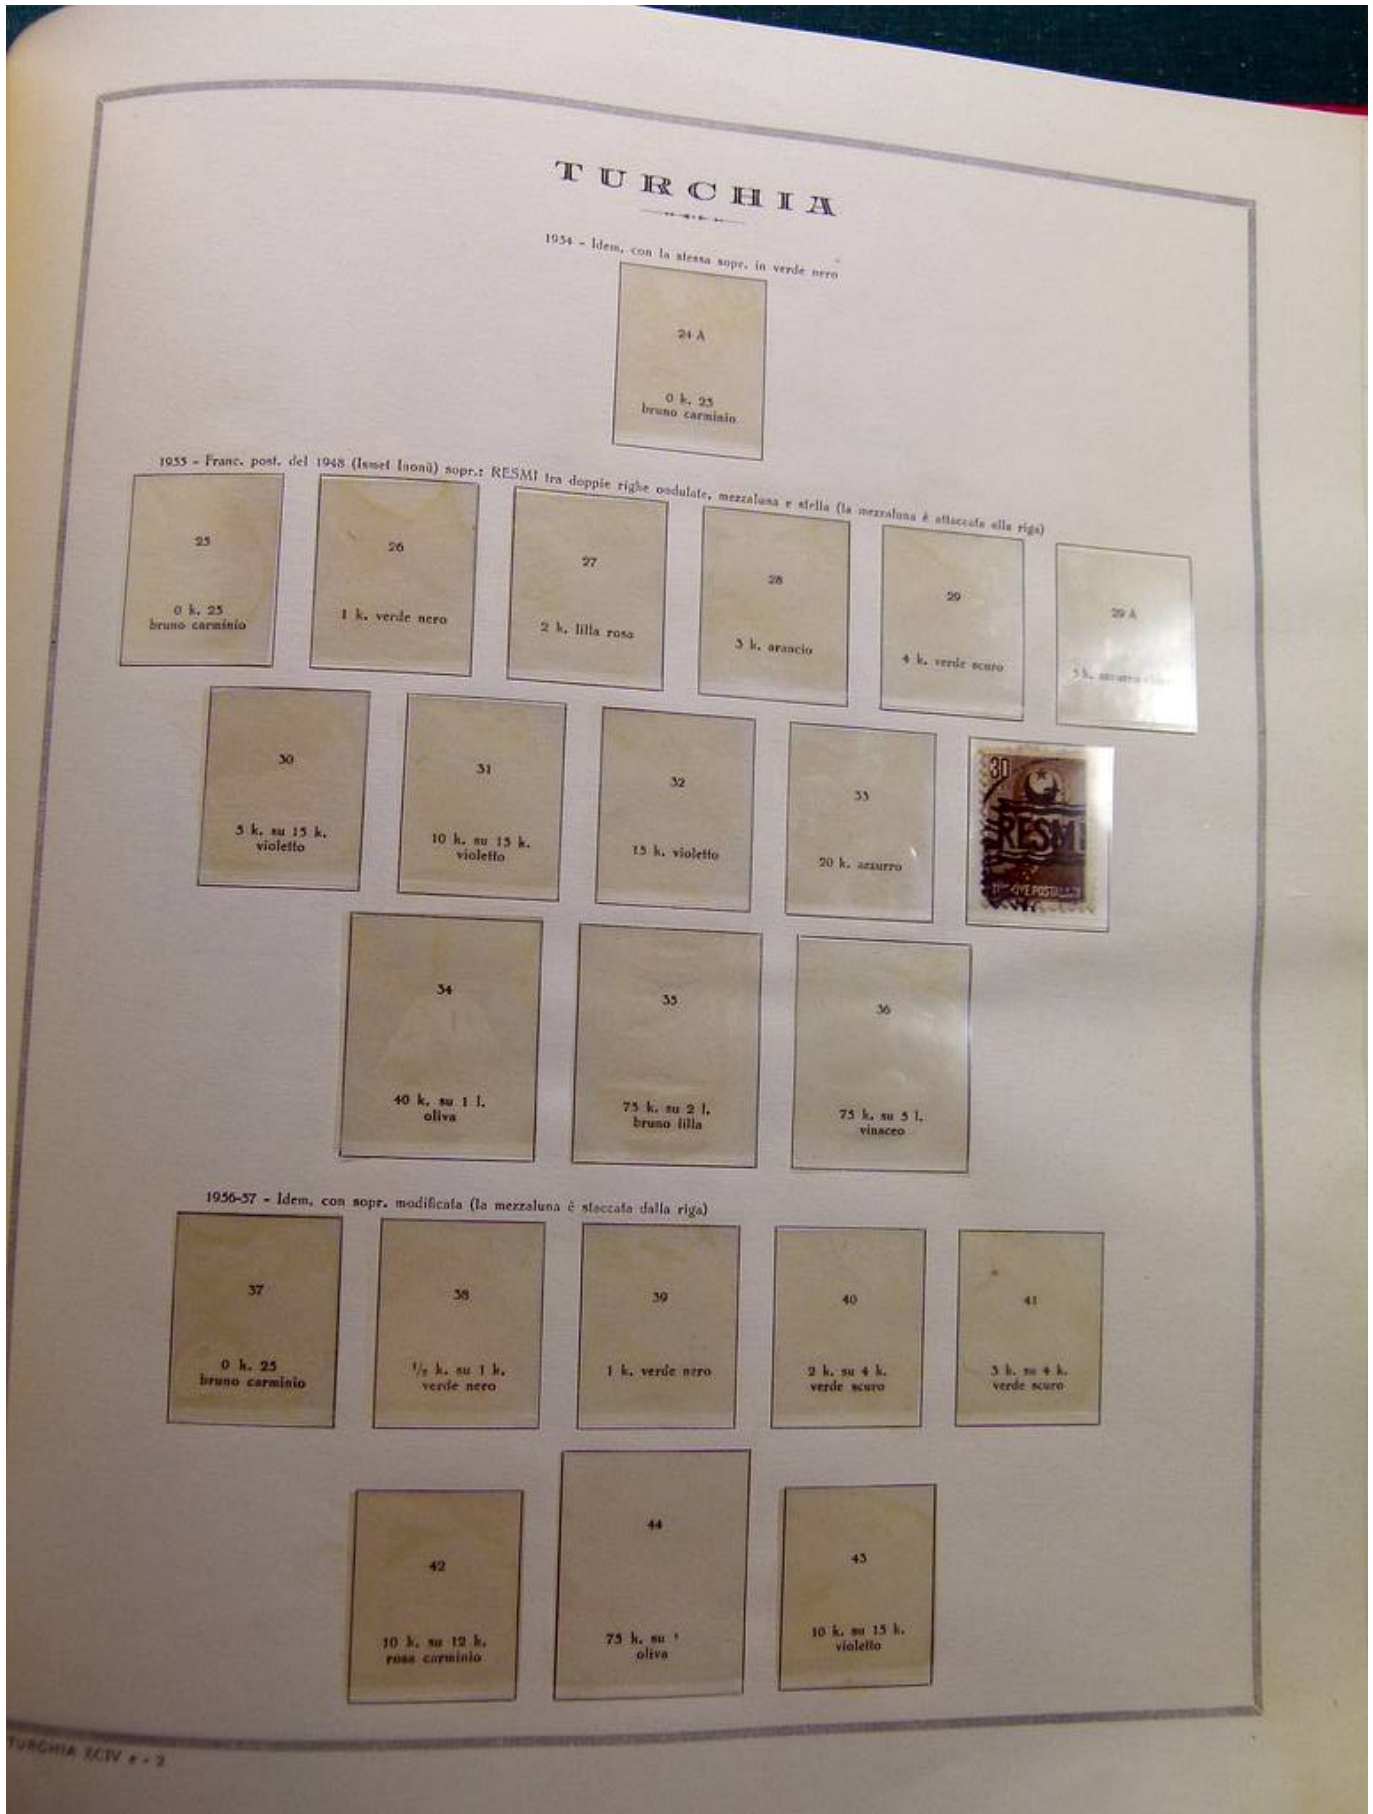 TURCHIA
1954 - Idem, con la stessa sopr. in verde nero
24 A
0 k. 25
bruno carminio
1955 - Franc. post. del 1948 (Ismet Inonü) sopr.: RESMI tra doppie righe ondulate, mezzaluna e stella (la mezzaluna è attaccata alla riga)
25
0 k. 25
bruno carminio
26
1 k. verde nero
27
2 k. lilla rosa
28
3 k. arancio
29
4 k. verde scuro
29 A
5 k. azzurro
30
5 k. su 15 k.
violetto
31
10 k. su 15 k.
violetto
32
15 k. violetto
33
20 k. azzurro
30
RESMI
POSTALARI
34
40 k. su 1 l.
oliva
35
75 k. su 2 l.
bruno lilla
36
75 k. su 5 l.
vinaceo
1956-57 - Idem, con sopr. modificata (la mezzaluna è staccata dalla riga)
37
0 k. 25
bruno carminio
38
1/2 k. su 1 k.
verde nero
39
1 k. verde nero
40
2 k. su 4 k.
verde scuro
41
3 k. su 4 k.
verde scuro
42
10 k. su 12 k.
rosa carminio
44
75 k. su
oliva
43
10 k. su 15 k.
violetto
TURCHIA XCIV e - 2